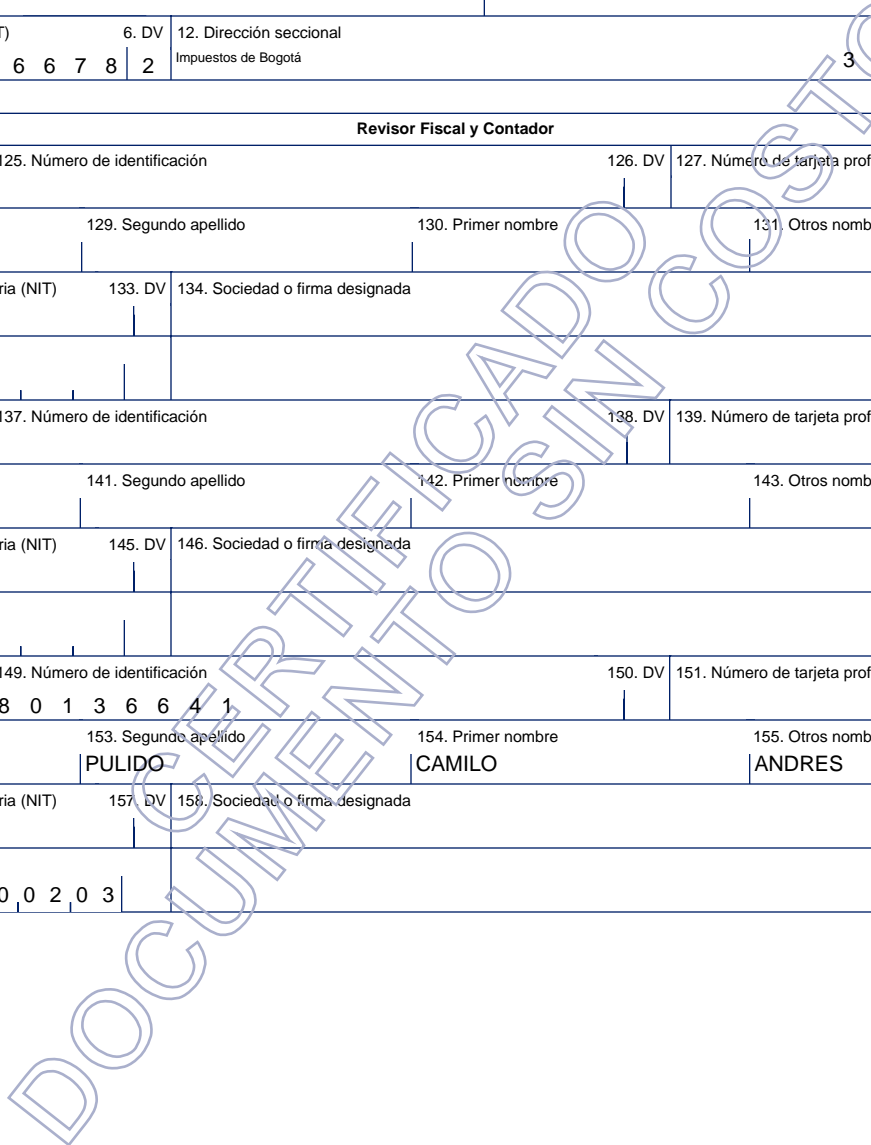 T) 6. DV 12. Dirección seccional
6 6 7 8 2 Impuestos de Bogotá 3
Revisor Fiscal y Contador
125. Número de identificación 126. DV 127. Número de tarjeta prof
129. Segundo apellido 130. Primer nombre 131. Otros nomb
ria (NIT) 133. DV 134. Sociedad o firma designada
137. Número de identificación 138. DV 139. Número de tarjeta prof
141. Segundo apellido 142. Primer nombre 143. Otros nomb
ria (NIT) 145. DV 146. Sociedad o firma designada
149. Número de identificación 150. DV 151. Número de tarjeta prof
8 0 1 3 6 6 4 1
153. Segundo apellido 154. Primer nombre 155. Otros nomb
PULIDO CAMILO ANDRES
ria (NIT) 157. DV 158. Sociedad o firma designada
0 0 2 0 3
CERTIFICADO
DOCUMENTO SIN COSTO